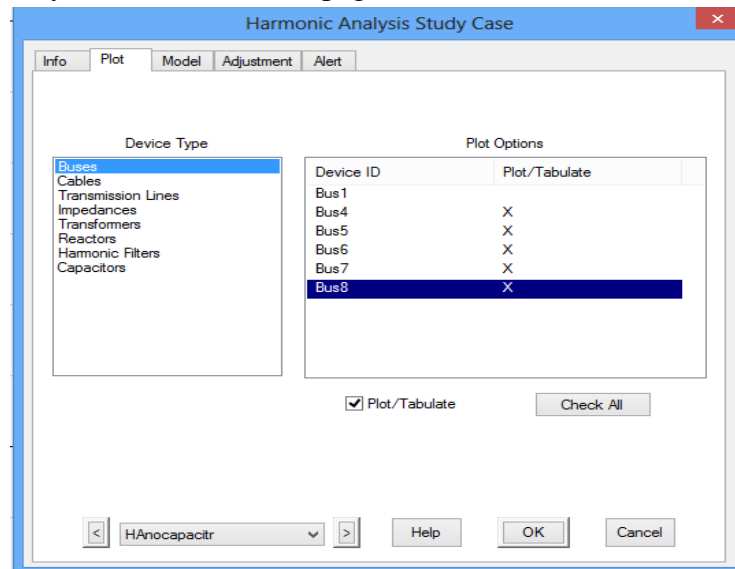 Harmonic Analysis Study Case
×
Info Plot Model Adjustment Alert
Device Type Plot Options
Buses
Cables
Transmission Lines
Impedances
Transformers
Reactors
Harmonic Filters
Capacitors
Device ID Plot/Tabulate
Bus1
Bus4 X
Bus5 X
Bus6 X
Bus7 X
Bus8 X
Plot/Tabulate Check All
< HAnocapacitr > Help OK Cancel